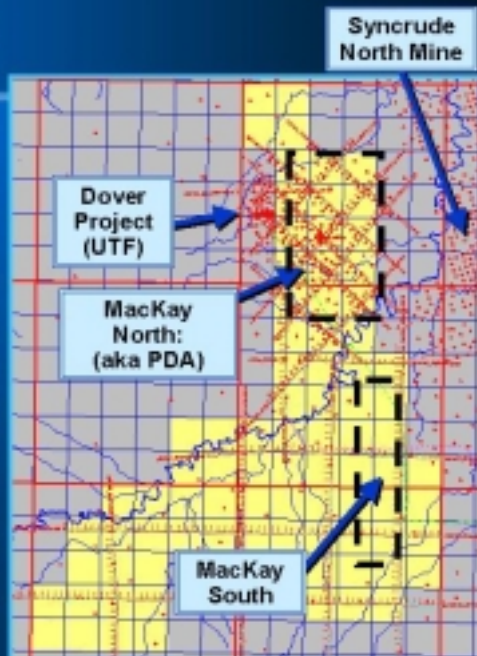 Syncrude
North Mine
Dover
Project
(UTF)
MacKay
North:
(aka PDA)
MacKay
South